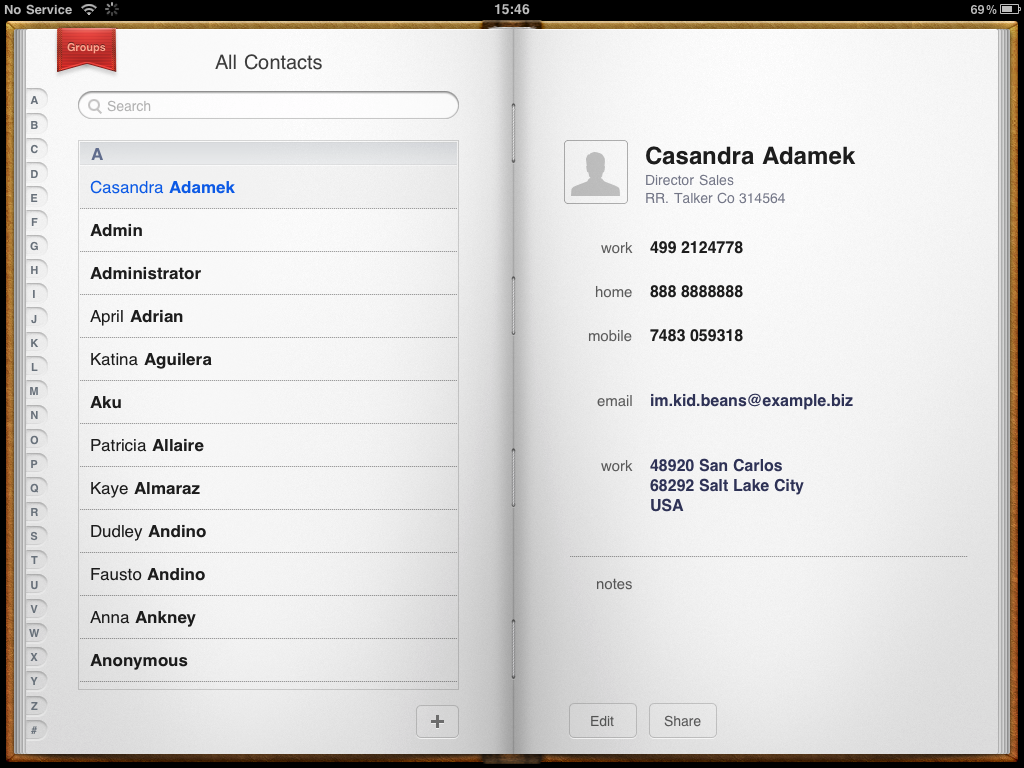 No Service
15:46
69%
Groups
All Contacts
Search
A
B
C
D
E
F
G
H
I
J
K
L
M
N
O
P
Q
R
S
T
U
V
W
X
Y
Z
#
A
Casandra Adamek
Admin
Administrator
April Adrian
Katina Aguilera
Aku
Patricia Allaire
Kaye Almaraz
Dudley Andino
Fausto Andino
Anna Ankney
Anonymous
+
Casandra Adamek
Director Sales
RR. Talker Co 314564
work 499 2124778
home 888 8888888
mobile 7483 059318
email im.kid.beans@example.biz
work 48920 San Carlos
68292 Salt Lake City
USA
notes
Edit
Share